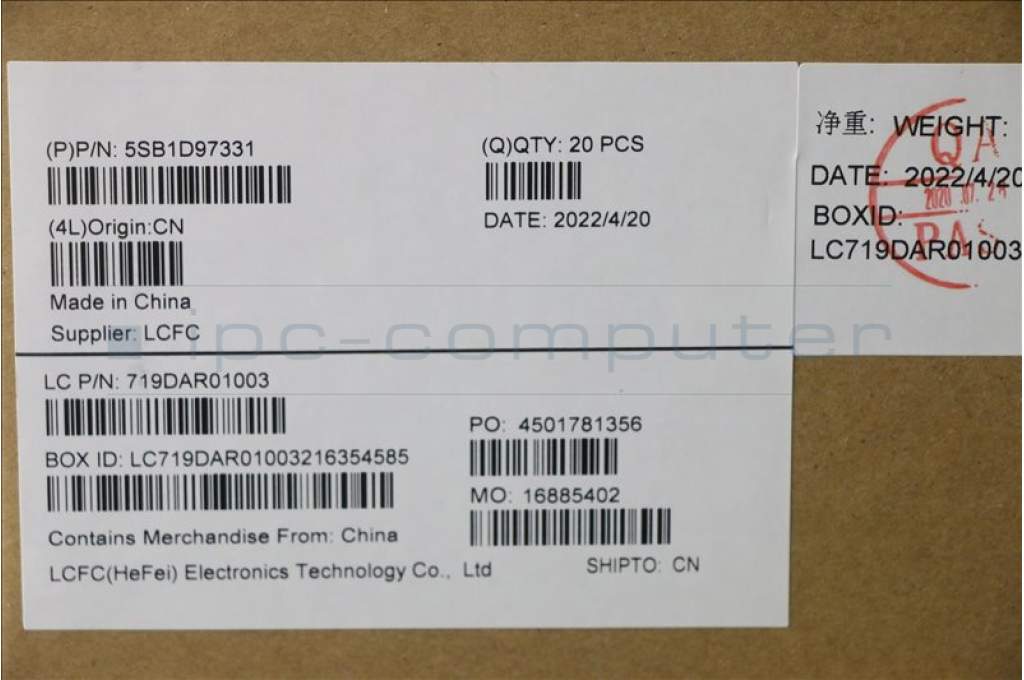 (P)P/N: 5SB1D97331
(Q)QTY: 20 PCS
(4L)Origin:CN
DATE: 2022/4/20
Made in China
Supplier: LCFC
ipc-computer
LC P/N: 719DAR01003
PO: 4501781356
BOX ID: LC719DAR01003216354585
MO: 16885402
Contains Merchandise From: China
LCFC(HeFei) Electronics Technology Co., Ltd
SHIPTO: CN
净重: WEIGHT:
DATE: 2022/4/20
BOXID:
LC719DAR01003
QA
PAS